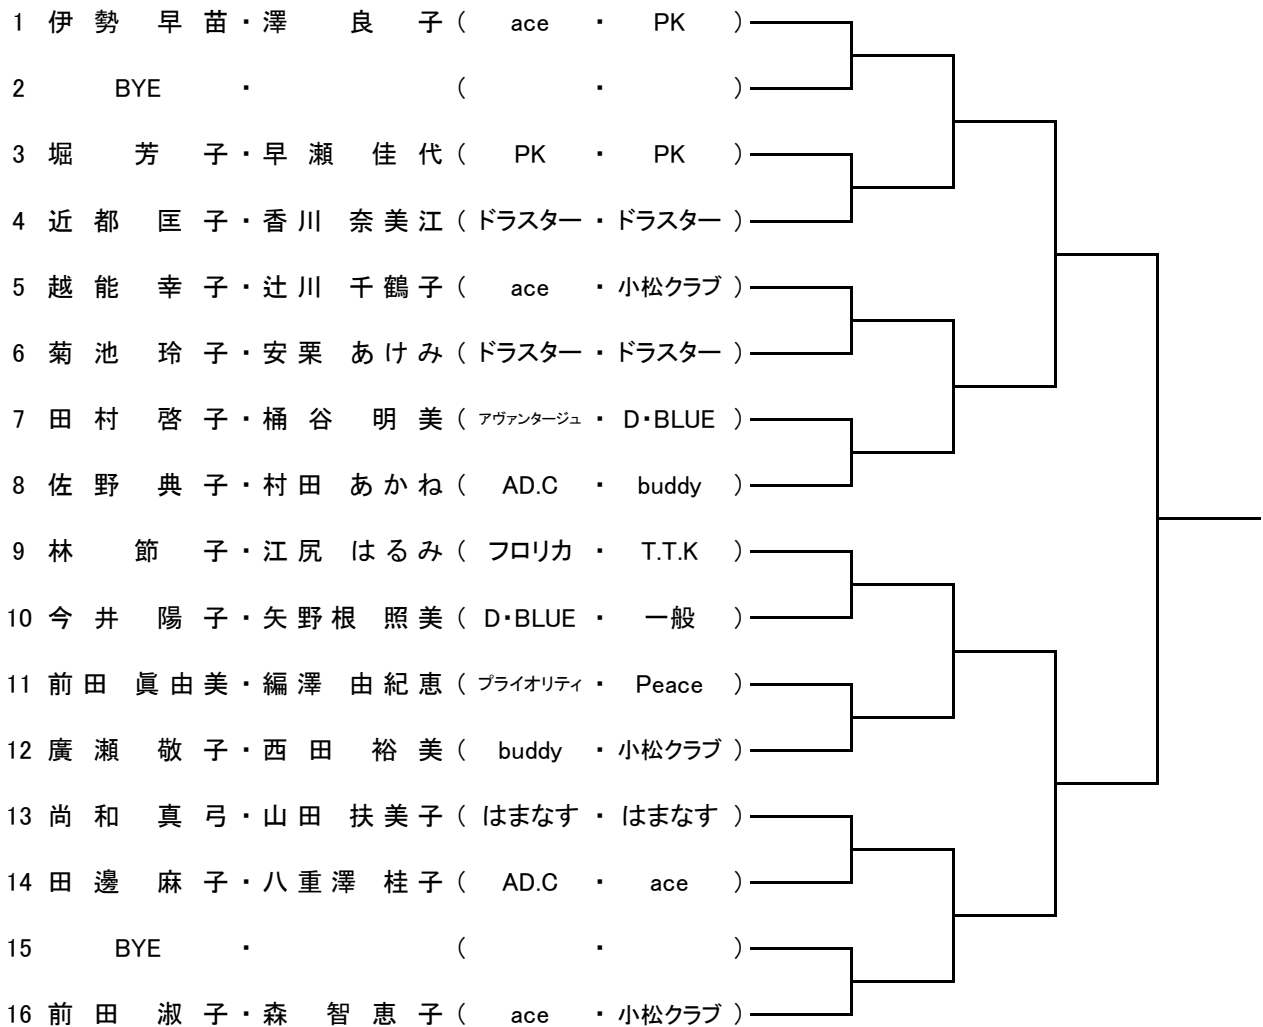 1 伊勢 早苗・澤 良子 ( ace ・ PK )
2 BYE ・ ( ・ )
3 堀 芳子・早瀬 佳代 ( PK ・ PK )
4 近都 匡子・香川 奈美江 ( ドラスター ・ ドラスター )
5 越能 幸子・辻川 千鶴子 ( ace ・ 小松クラブ )
6 菊池 玲子・安栗 あけみ ( ドラスター ・ ドラスター )
7 田村 啓子・桶谷 明美 ( アヴァンタージュ ・ D・BLUE )
8 佐野 典子・村田 あかね ( AD.C ・ buddy )
9 林 節子・江尻 はるみ ( フロリカ ・ T.T.K )
10 今井 陽子・矢野根 照美 ( D・BLUE ・ 一般 )
11 前田 眞由美・編澤 由紀恵 ( プライオリティ ・ Peace )
12 廣瀬 敬子・西田 裕美 ( buddy ・ 小松クラブ )
13 尚和 真弓・山田 扶美子 ( はまなす ・ はまなす )
14 田邊 麻子・八重澤 桂子 ( AD.C ・ ace )
15 BYE ・ ( ・ )
16 前田 淑子・森 智恵子 ( ace ・ 小松クラブ )